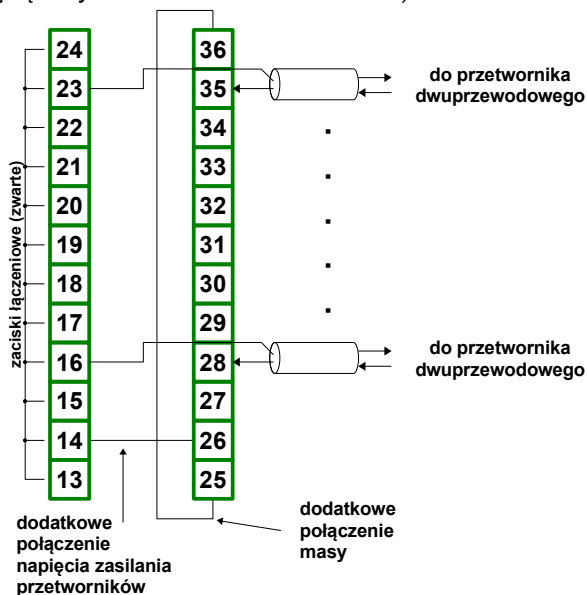 24
23
22
21
20
19
18
17
16
15
14
13
zaciski łączeniowe (zwarte)
36
35
34
33
32
31
30
29
28
27
26
25
do przetwornika
dwuprzewodowego
do przetwornika
dwuprzewodowego
dodatkowe
połączenie
napięcia zasilania
przetworników
dodatkowe
połączenie
masy